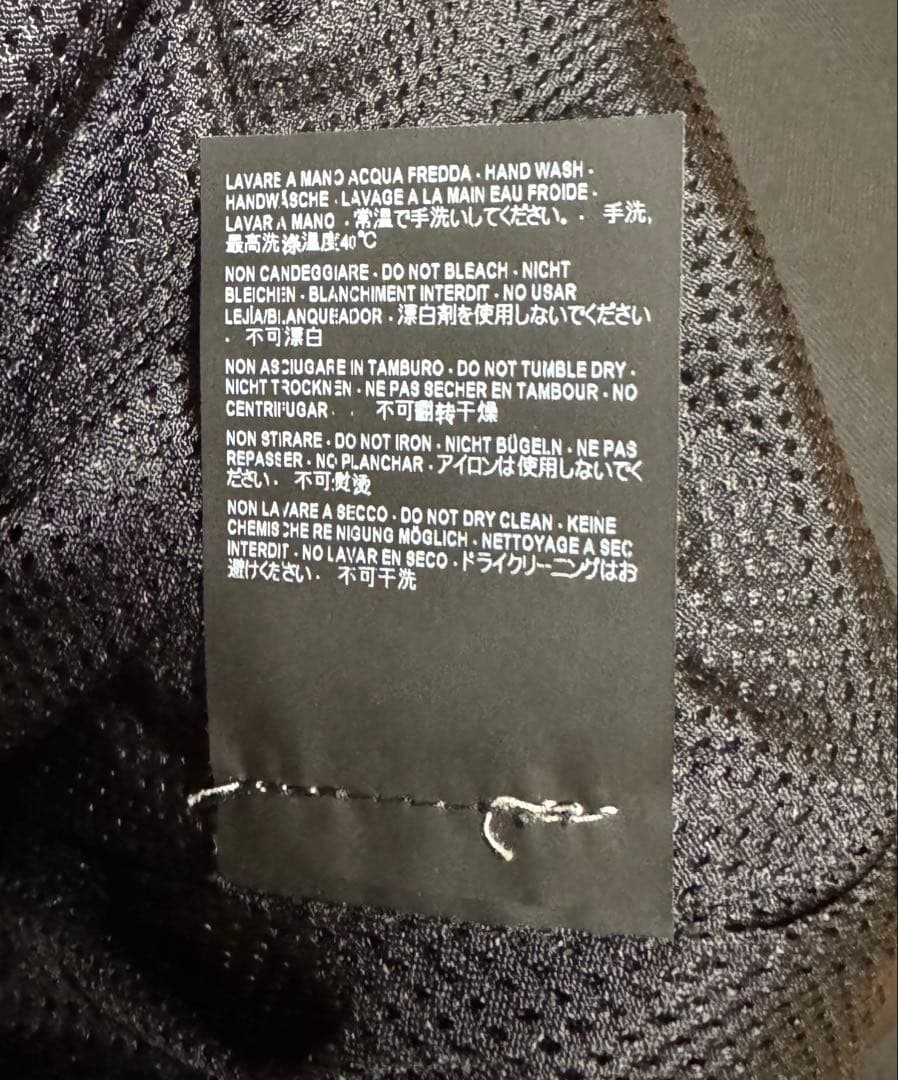 LAVARE A MANO ACQUA FREDDA · HAND WASH ·
HANDWÄSCHE · LAVAGE A LA MAIN EAU FROIDE ·
LAVAR A MANO · 常温で手洗いしてください。· 手洗,
最高洗涤温度40℃
NON CANDEGGIARE · DO NOT BLEACH · NICHT
BLEICHEN · BLANCHIMENT INTERDIT · NO USAR
LEJÍA/BLANQUEADOR · 漂白剤を使用しないでください
· 不可漂白
NON ASCIUGARE IN TAMBURO · DO NOT TUMBLE DRY ·
NICHT TROCKNEN · NE PAS SECHER EN TAMBOUR · NO
CENTRIFUGAR · · 不可翻转干燥
NON STIRARE · DO NOT IRON · NICHT BÜGELN · NE PAS
REPASSER · NO PLANCHAR · アイロンは使用しないでく
ださい · 不可熨烫
NON LAVARE A SECCO · DO NOT DRY CLEAN · KEINE
CHEMISCHE REINIGUNG MÖGLICH · NETTOYAGE A SEC
INTERDIT · NO LAVAR EN SECO · ドライクリーニングはお
避けください · 不可干洗